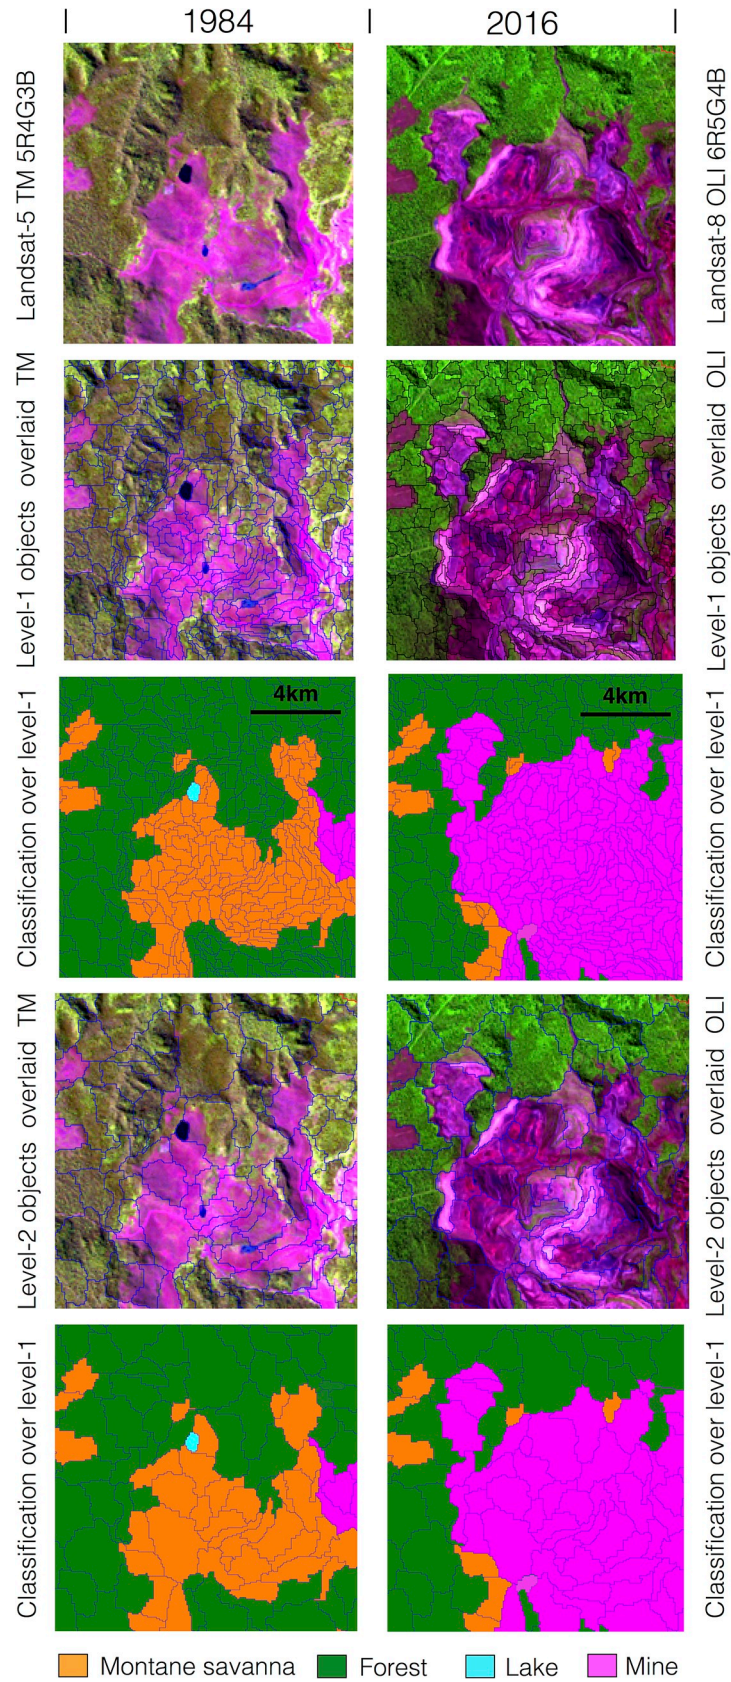 1984
2016
Landsat-5 TM 5R4G3B
Landsat-8 OLI 6R5G4B
Level-1 objects overlaid TM
Level-1 objects overlaid OLI
Classification over level-1
4km
4km
Classification over level-1
Level-2 objects overlaid TM
Level-2 objects overlaid OLI
Classification over level-1
Classification over level-1
Montane savanna
Forest
Lake
Mine